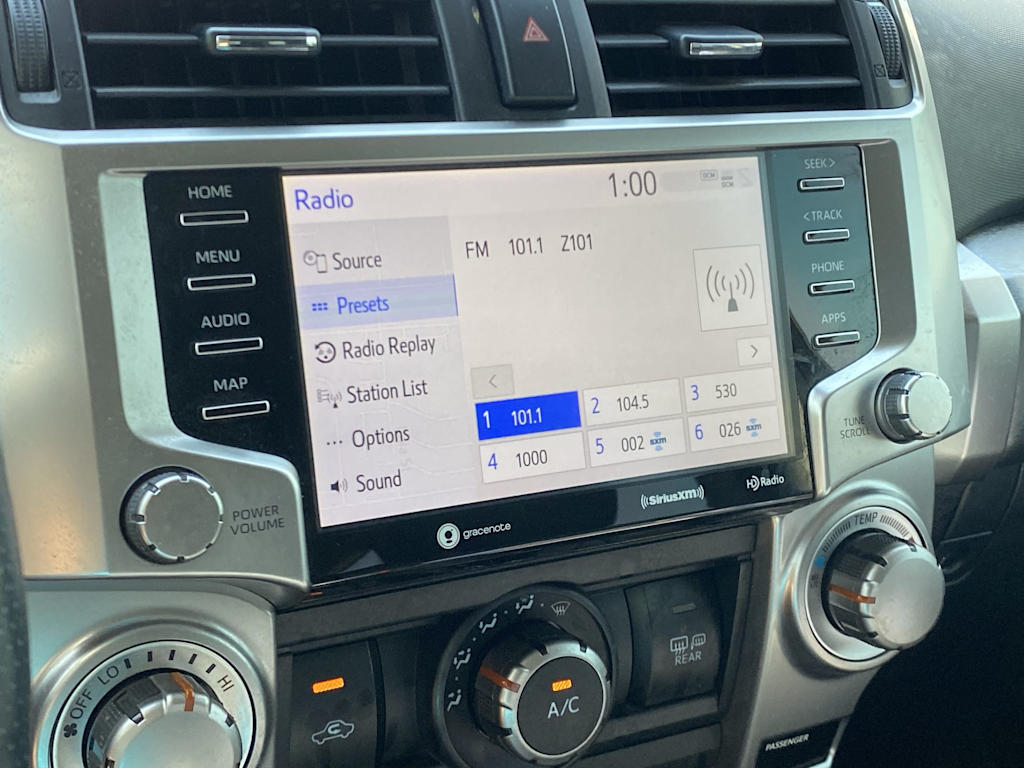 HOME
MENU
AUDIO
MAP
POWER
VOLUME
Radio
1:00
DCM
DCM
Source
Presets
Radio Replay
Station List
Options
Sound
FM 101.1 Z101
<
>
1 101.1
2 104.5
3 530
4 1000
5 002 sxm
6 026 sxm
gracenote
((SiriusXM))
HD Radio
SEEK >
< TRACK
PHONE
APPS
TUNE
SCROLL
TEMP
OFF LO HI
A/C
REAR
PASSENGER